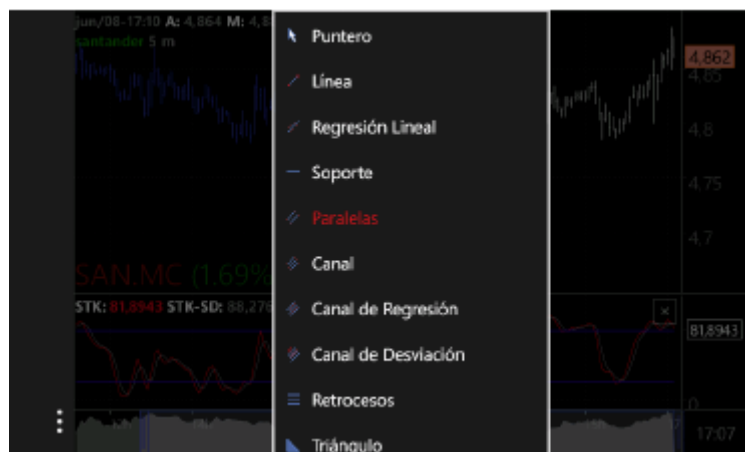 jun/08-17:10 A: 4,864 M: 4,8
santander 5 m
Puntero
Línea
Regresión Lineal
Soporte
Paralelas
Canal
Canal de Regresión
Canal de Desviación
Retrocesos
Triángulo
4,862
4,85
4,8
4,75
4,7
SAN.MC (1.69%
STK: 81,8943 STK-SD: 88,276
81,8943
0
17:07